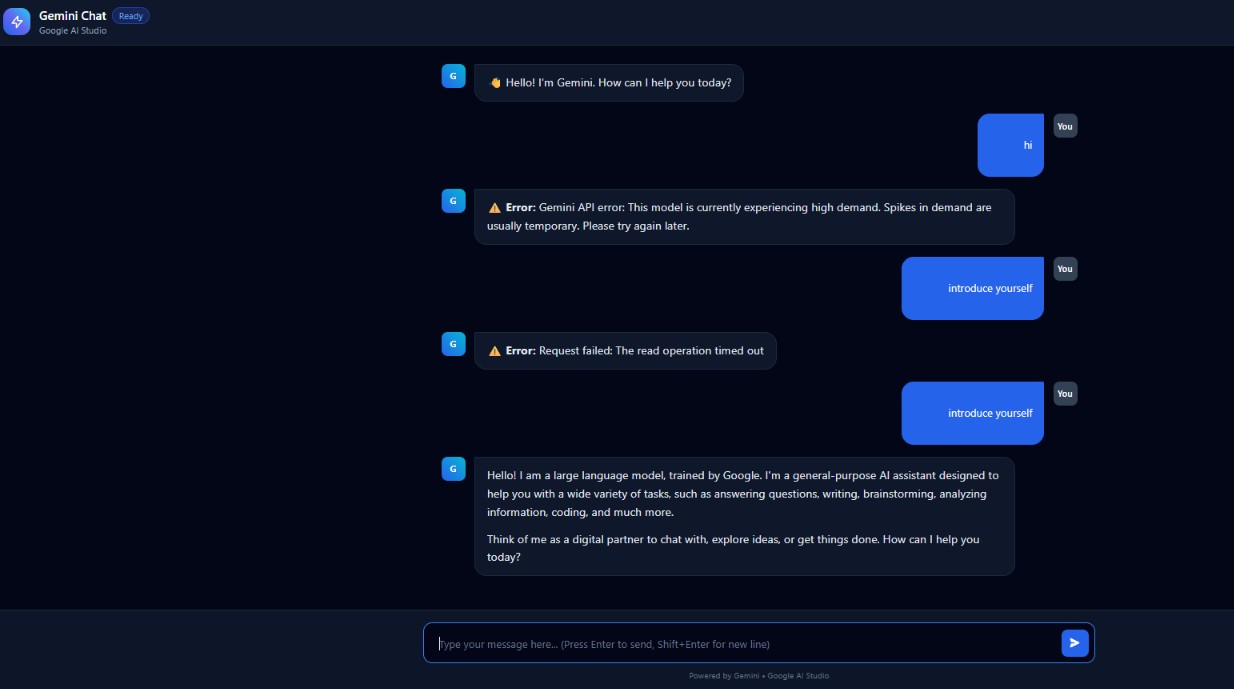 Gemini Chat Ready
Google AI Studio
G
👋 Hello! I'm Gemini. How can I help you today?
You
hi
G
⚠️ Error: Gemini API error: This model is currently experiencing high demand. Spikes in demand are
usually temporary. Please try again later.
You
introduce yourself
G
⚠️ Error: Request failed: The read operation timed out
You
introduce yourself
G
Hello! I am a large language model, trained by Google. I'm a general-purpose AI assistant designed to
help you with a wide variety of tasks, such as answering questions, writing, brainstorming, analyzing
information, coding, and much more.
Think of me as a digital partner to chat with, explore ideas, or get things done. How can I help you
today?
Type your message here... (Press Enter to send, Shift+Enter for new line)
Powered by Gemini • Google AI Studio